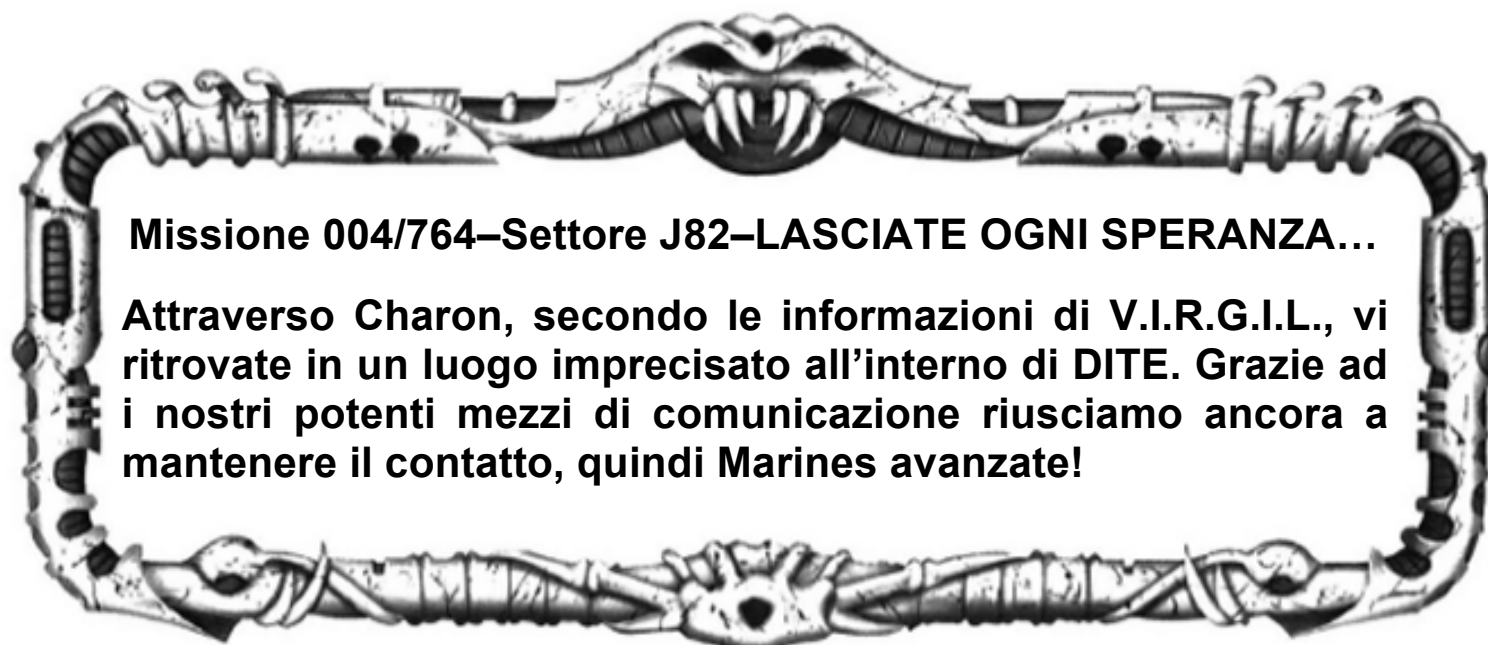 Missione 004/764–Settore J82–LASCIATE OGNI SPERANZA…
Attraverso Charon, secondo le informazioni di V.I.R.G.I.L., vi
ritrovate in un luogo imprecisato all’interno di DITE. Grazie ad
i nostri potenti mezzi di comunicazione riusciamo ancora a
mantenere il contatto, quindi Marines avanzate!